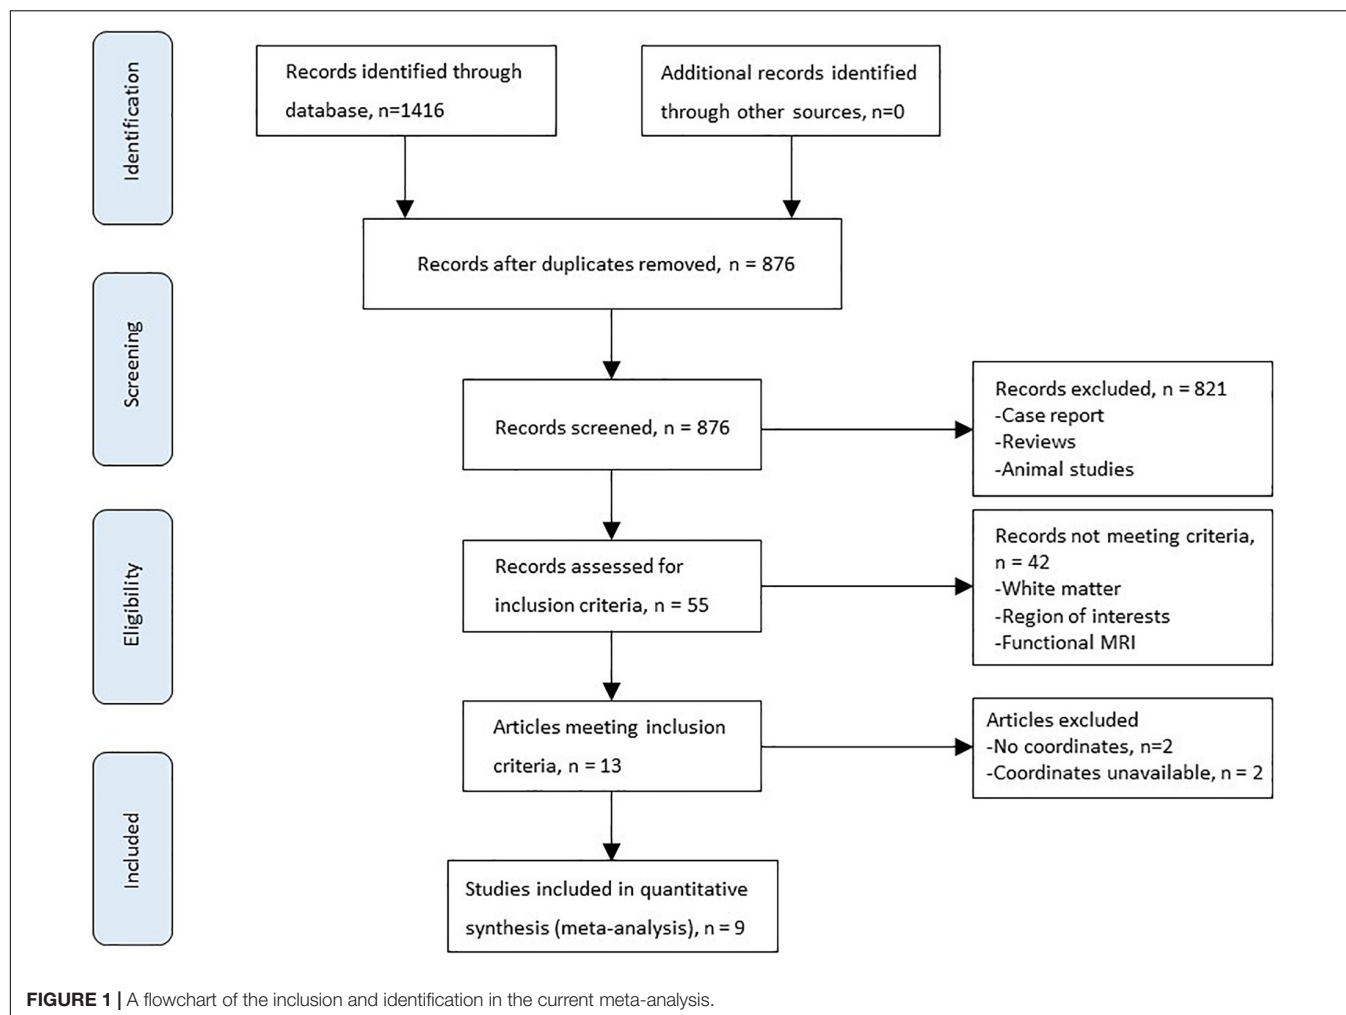 Identification
Records identified through
database, n=1416
Additional records identified
through other sources, n=0
Records after duplicates removed, n = 876
Screening
Records screened, n = 876
Records excluded, n = 821
-Case report
-Reviews
-Animal studies
Eligibility
Records assessed for
inclusion criteria, n = 55
Records not meeting criteria,
n = 42
-White matter
-Region of interests
-Functional MRI
Articles meeting inclusion
criteria, n = 13
Articles excluded
-No coordinates, n=2
-Coordinates unavailable, n = 2
Included
Studies included in quantitative
synthesis (meta-analysis), n = 9
FIGURE 1 | A flowchart of the inclusion and identification in the current meta-analysis.